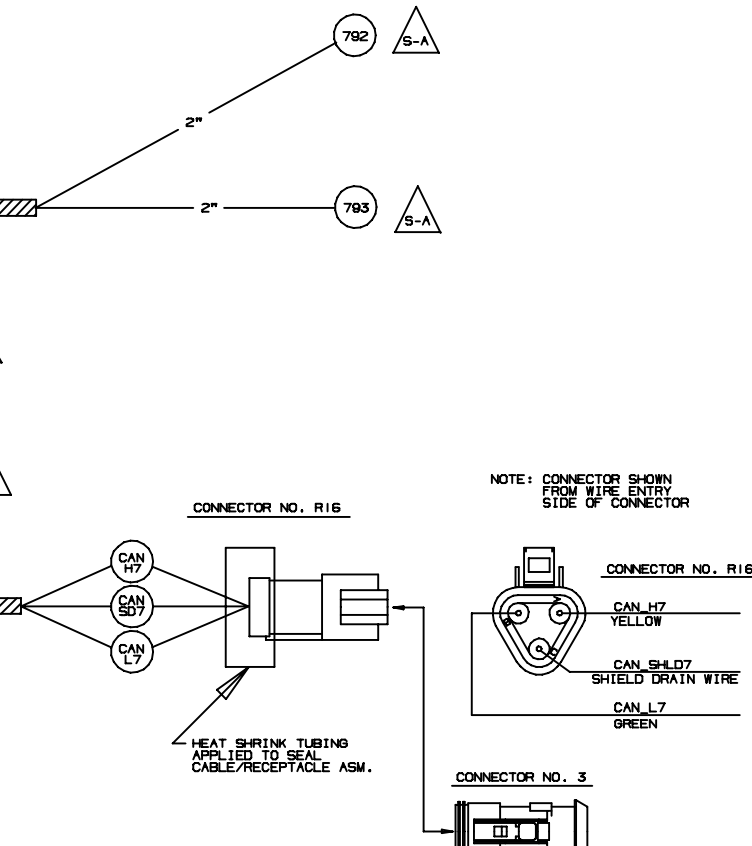 792
S-A
2"
2"
793
S-A
NOTE: CONNECTOR SHOWN
FROM WIRE ENTRY
SIDE OF CONNECTOR
CONNECTOR NO. R16
CAN
H7
CAN
SD7
CAN
L7
CONNECTOR NO. R16
CAN_H7
YELLOW
CAN_SHLD7
SHIELD DRAIN WIRE
CAN_L7
GREEN
HEAT SHRINK TUBING
APPLIED TO SEAL
CABLE/RECEPTACLE ASM.
CONNECTOR NO. 3